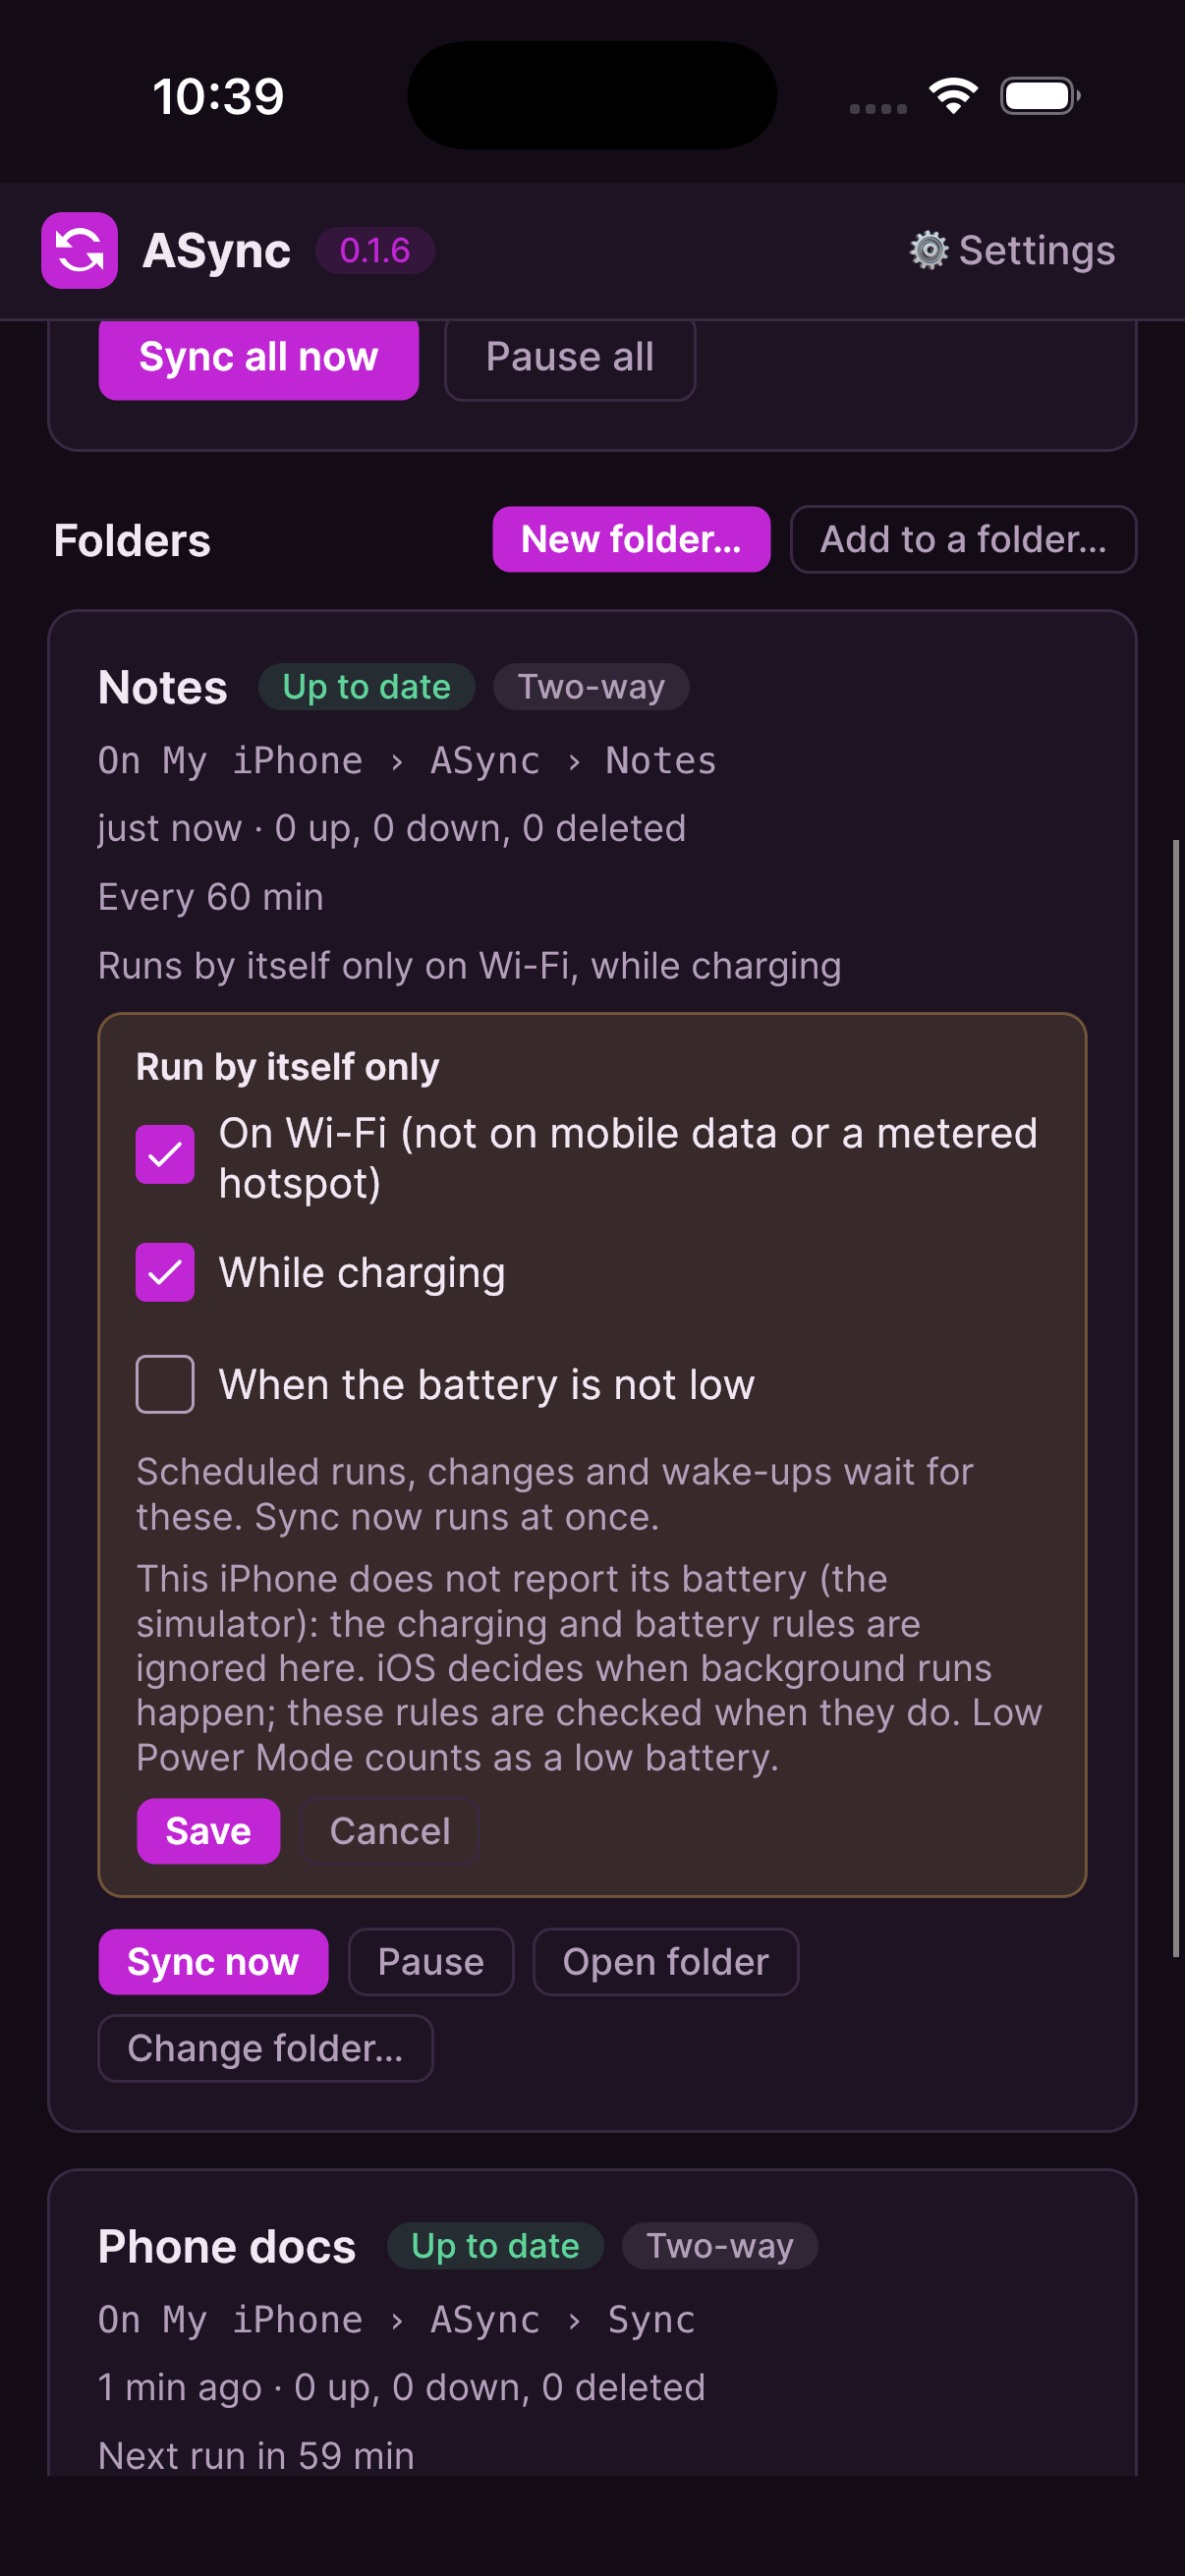 10:39
ASync 0.1.6 Settings
Sync all now Pause all
Folders New folder... Add to a folder...
Notes Up to date Two-way
On My iPhone › ASync › Notes
just now · 0 up, 0 down, 0 deleted
Every 60 min
Runs by itself only on Wi-Fi, while charging
Run by itself only
On Wi-Fi (not on mobile data or a metered
hotspot)
While charging
When the battery is not low
Scheduled runs, changes and wake-ups wait for
these. Sync now runs at once.
This iPhone does not report its battery (the
simulator): the charging and battery rules are
ignored here. iOS decides when background runs
happen; these rules are checked when they do. Low
Power Mode counts as a low battery.
Save Cancel
Sync now Pause Open folder
Change folder...
Phone docs Up to date Two-way
On My iPhone › ASync › Sync
1 min ago · 0 up, 0 down, 0 deleted
Next run in 59 min